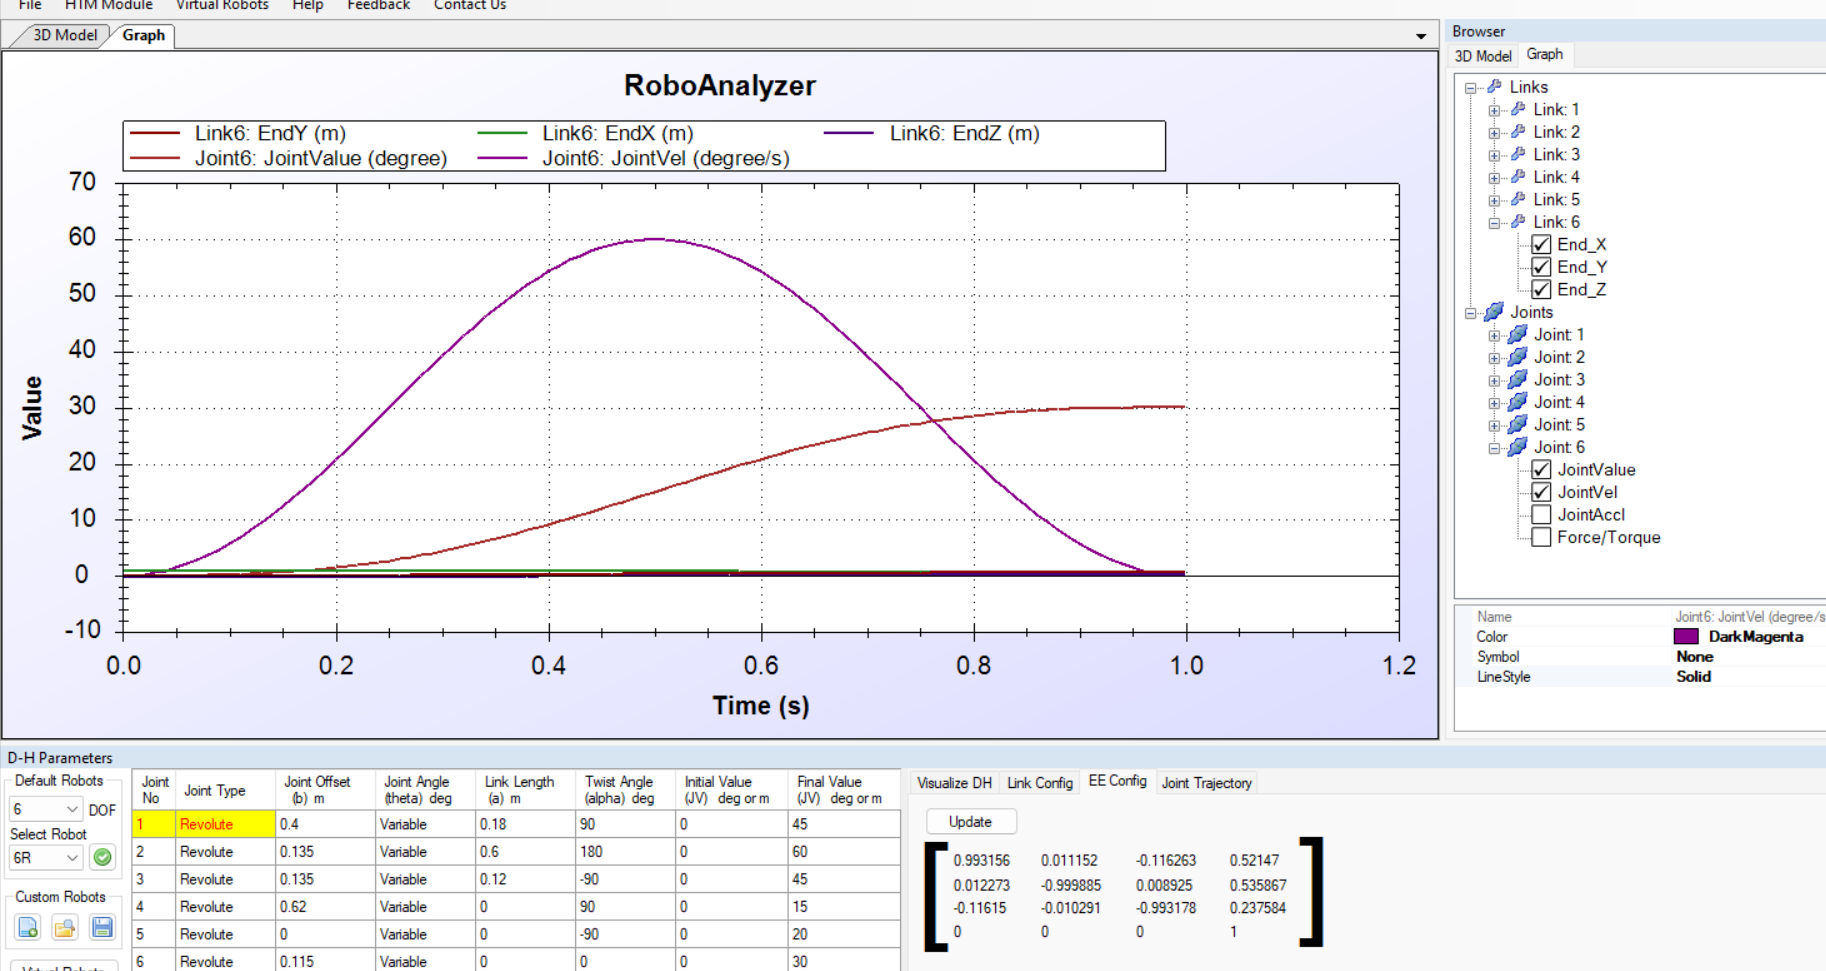 File HTM Module Virtual Robots Help Feedback Contact Us
3D Model Graph
RoboAnalyzer
Link6: EndY (m) Link6: EndX (m) Link6: EndZ (m)
Joint6: JointValue (degree) Joint6: JointVel (degree/s)
70
60
50
40
30
20
10
0
-10
Value
0.0 0.2 0.4 0.6 0.8 1.0 1.2
Time (s)
Browser
3D Model Graph
Links
Link: 1
Link: 2
Link: 3
Link: 4
Link: 5
Link: 6
End_X
End_Y
End_Z
Joints
Joint: 1
Joint: 2
Joint: 3
Joint: 4
Joint: 5
Joint: 6
JointValue
JointVel
JointAccl
Force/Torque
Name Joint6: JointVel (degree/s
Color DarkMagenta
Symbol None
LineStyle Solid
D-H Parameters
Default Robots
6 DOF
Select Robot
6R
Custom Robots
Virtual Robots
Joint No Joint Type Joint Offset (b) m Joint Angle (theta) deg Link Length (a) m Twist Angle (alpha) deg Initial Value (JV) deg or m Final Value (JV) deg or m
1 Revolute 0.4 Variable 0.18 90 0 45
2 Revolute 0.135 Variable 0.6 180 0 60
3 Revolute 0.135 Variable 0.12 -90 0 45
4 Revolute 0.62 Variable 0 90 0 15
5 Revolute 0 Variable 0 -90 0 20
6 Revolute 0.115 Variable 0 0 0 30
Visualize DH Link Config EE Config Joint Trajectory
Update
0.993156 0.011152 -0.116263 0.52147
0.012273 -0.999885 0.008925 0.535867
-0.11615 -0.010291 -0.993178 0.237584
0 0 0 1